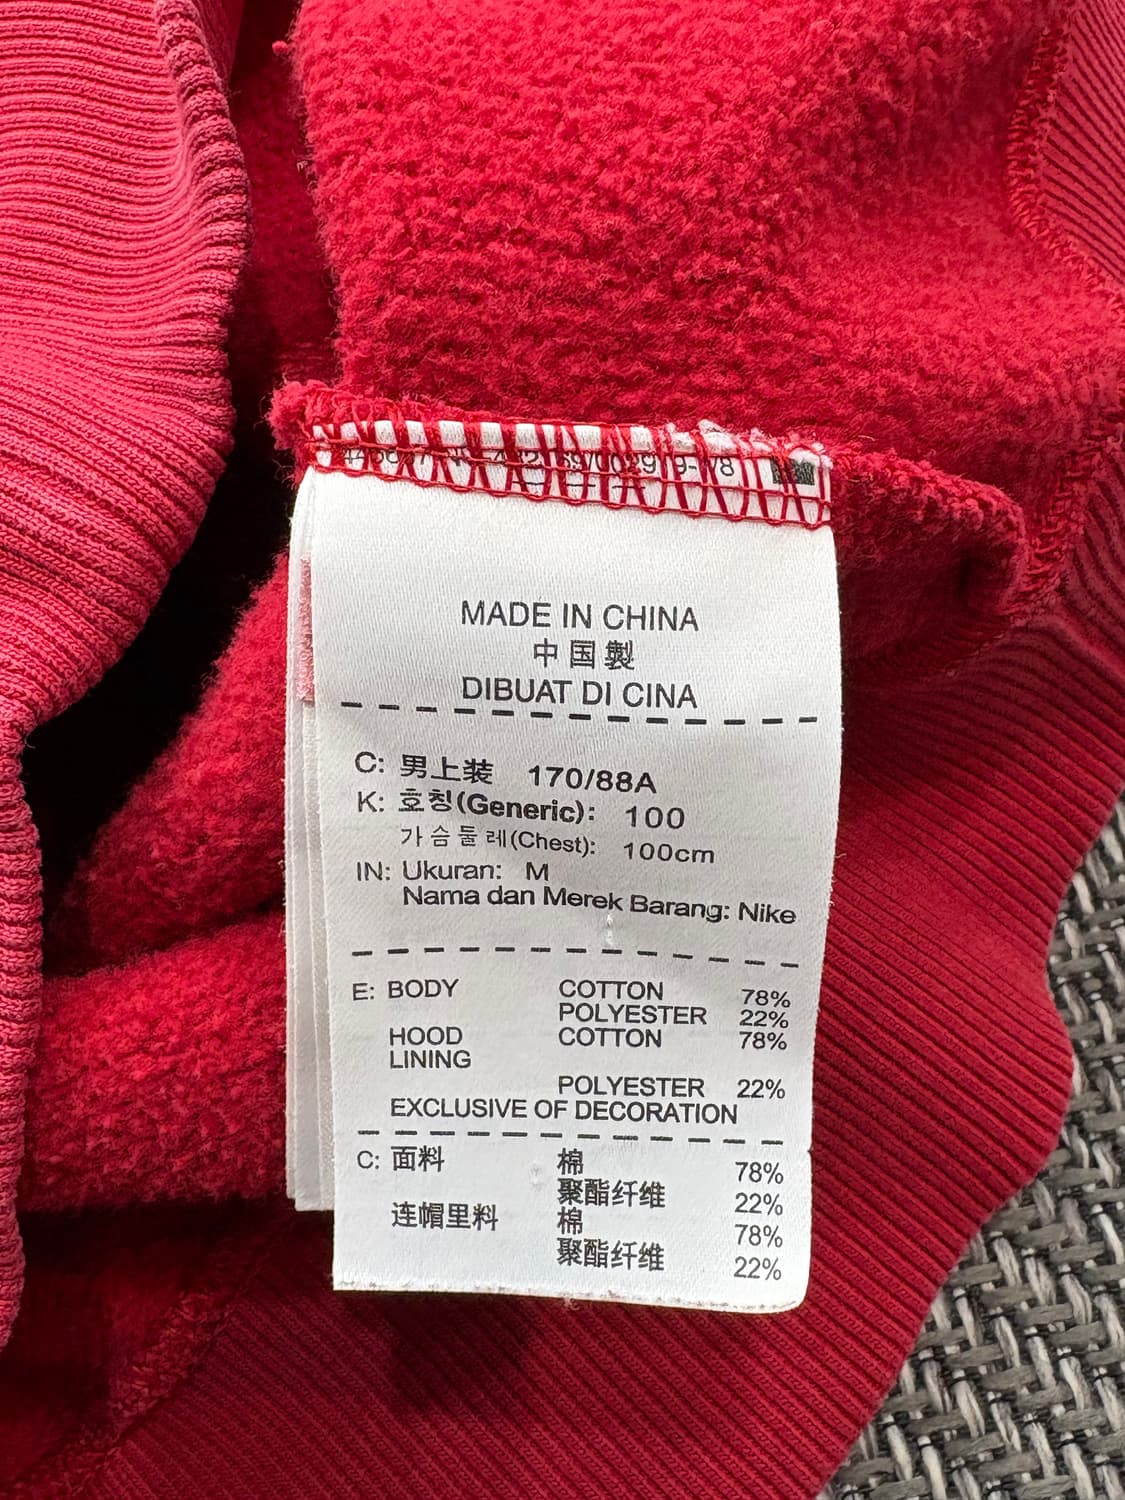 MADE IN CHINA
中国製
DIBUAT DI CINA
C: 男上装 170/88A
K: 호칭(Generic): 100
가슴둘레(Chest): 100cm
IN: Ukuran: M
Nama dan Merek Barang: Nike
E: BODY COTTON 78%
POLYESTER 22%
HOOD COTTON 78%
LINING
POLYESTER 22%
EXCLUSIVE OF DECORATION
C: 面料 棉 78%
聚酯纤维 22%
连帽里料 棉 78%
聚酯纤维 22%